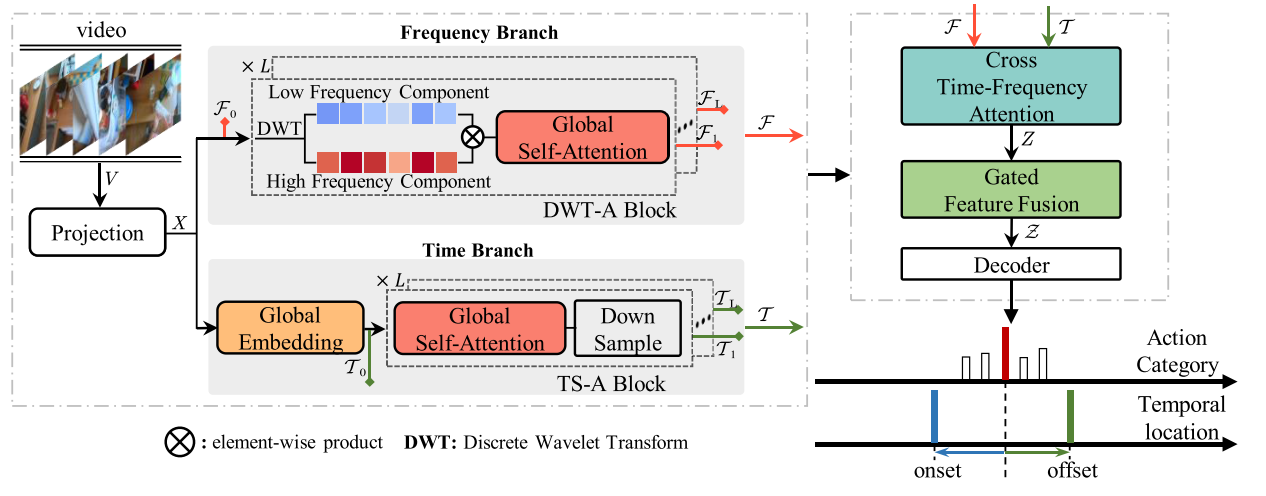 video
V
Projection
X
Frequency Branch
× L
ℱ₀
DWT
Low Frequency Component
High Frequency Component
Global
Self-Attention
ℱ_L
ℱ₁
DWT-A Block
ℱ
Time Branch
× L
Global
Embedding
𝒯₀
Global
Self-Attention
Down
Sample
𝒯_L
𝒯₁
TS-A Block
𝒯
: element-wise product DWT: Discrete Wavelet Transform
ℱ
𝒯
Cross
Time-Frequency
Attention
Z
Gated
Feature Fusion
𝒵
Decoder
Action
Category
Temporal
location
onset
offset